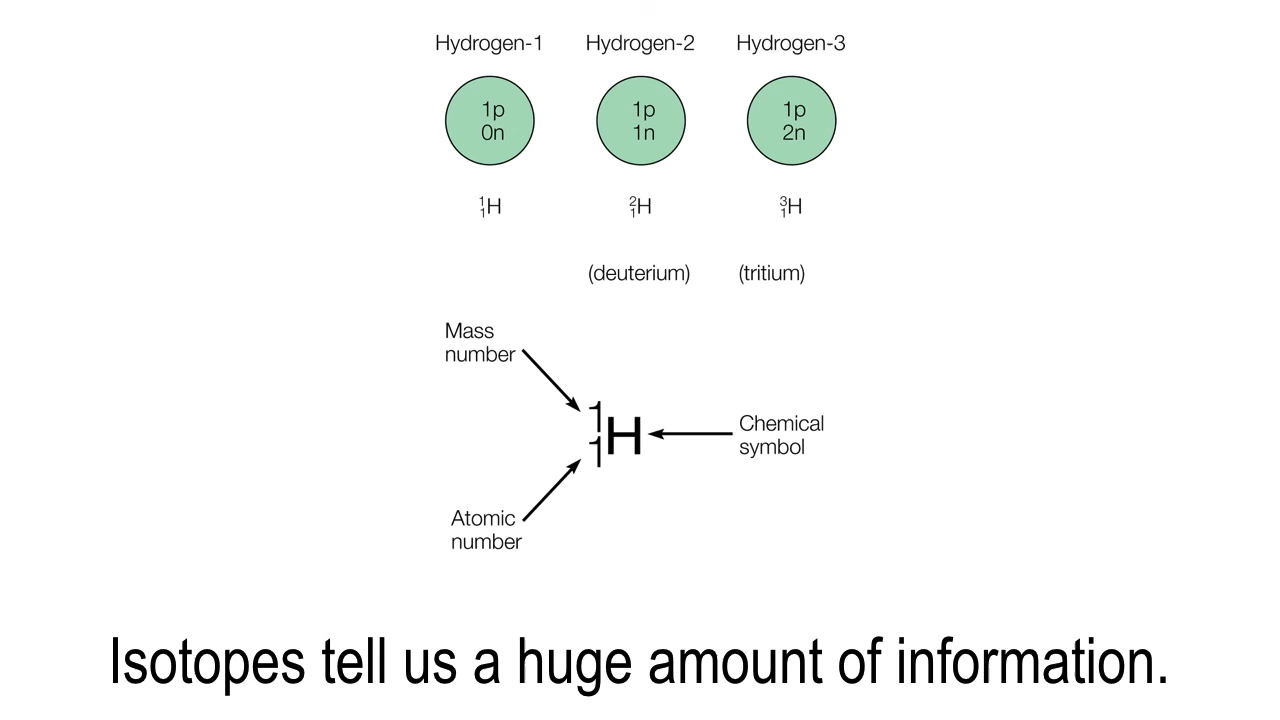 Hydrogen-1 Hydrogen-2 Hydrogen-3
1p 1p 1p
0n 1n 2n
¹₁H ²₁H ³₁H
(deuterium) (tritium)
Mass
number
¹₁H
Chemical
symbol
Atomic
number
Isotopes tell us a huge amount of information.